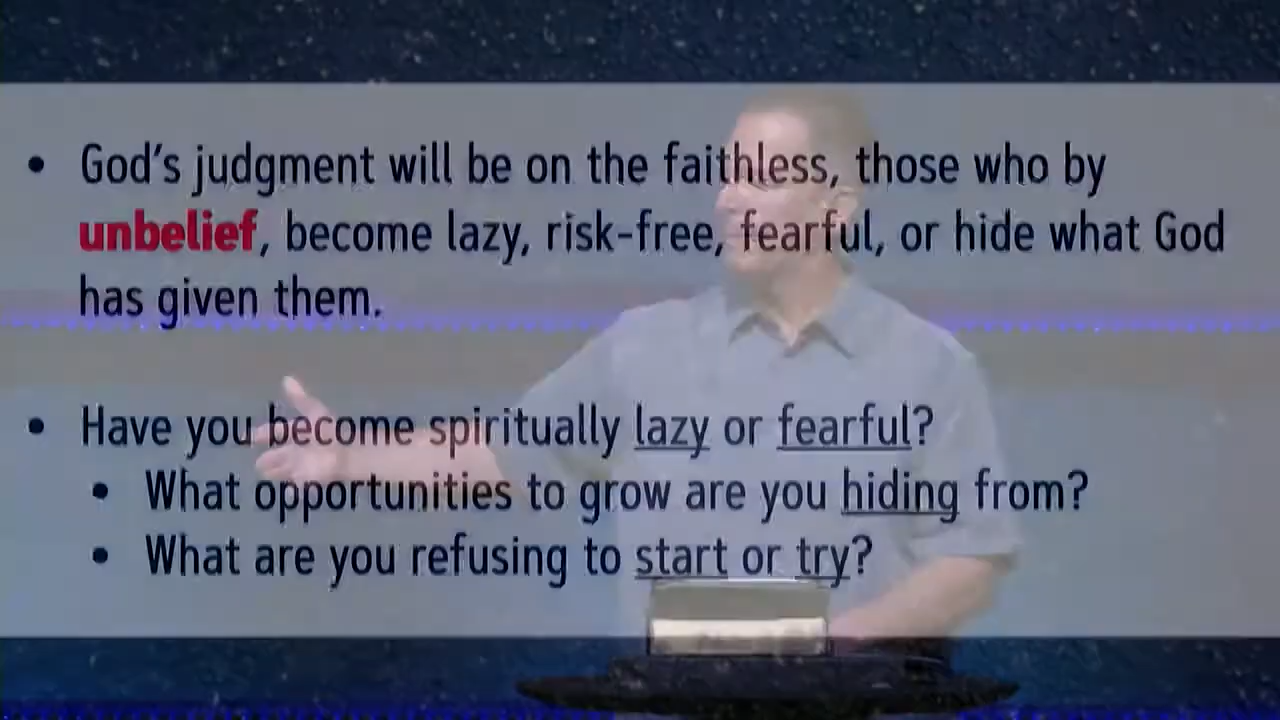 • God's judgment will be on the faithless, those who by
unbelief, become lazy, risk-free, fearful, or hide what God
has given them.
• Have you become spiritually lazy or fearful?
• What opportunities to grow are you hiding from?
• What are you refusing to start or try?